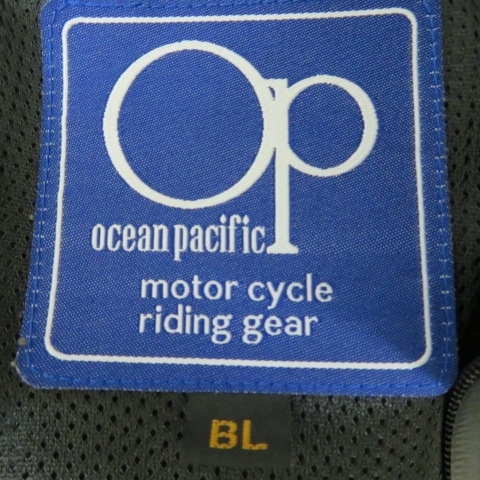 op
ocean pacific
motor cycle
riding gear
BL